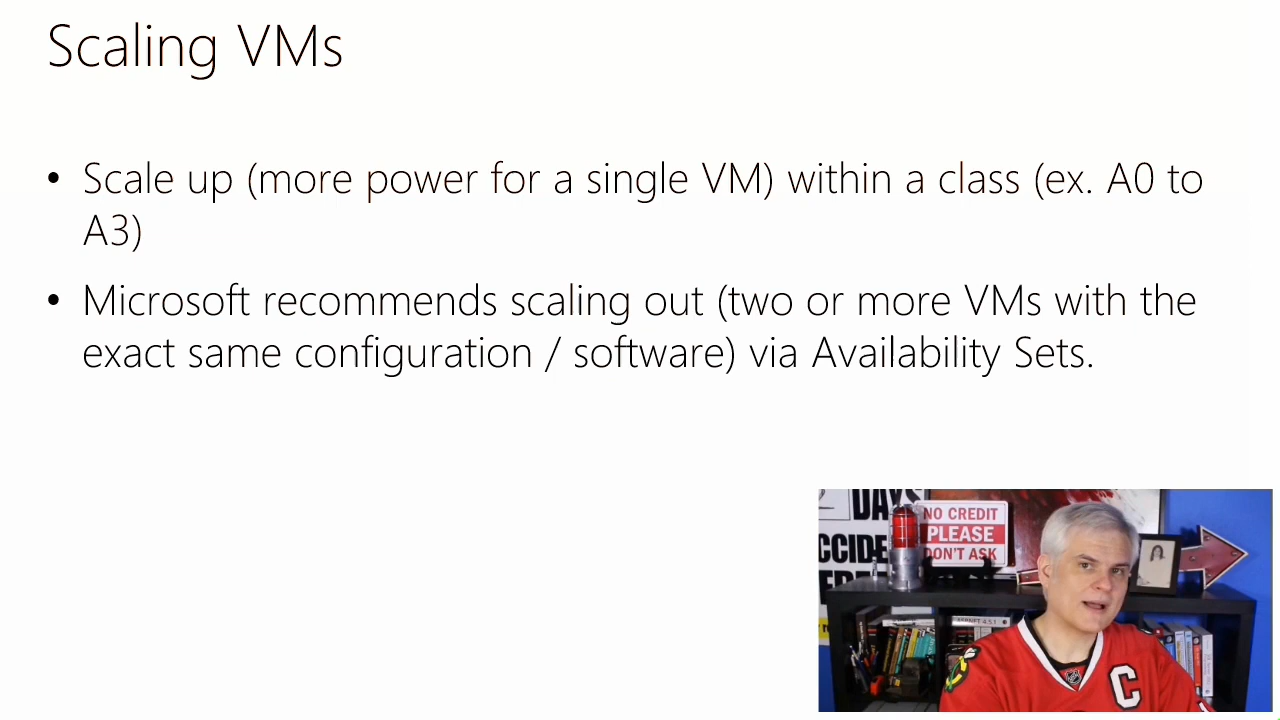 Scaling VMs
• Scale up (more power for a single VM) within a class (ex. A0 to
A3)
• Microsoft recommends scaling out (two or more VMs with the
exact same configuration / software) via Availability Sets.
DAYS
NO CREDIT
PLEASE
DON'T ASK
C